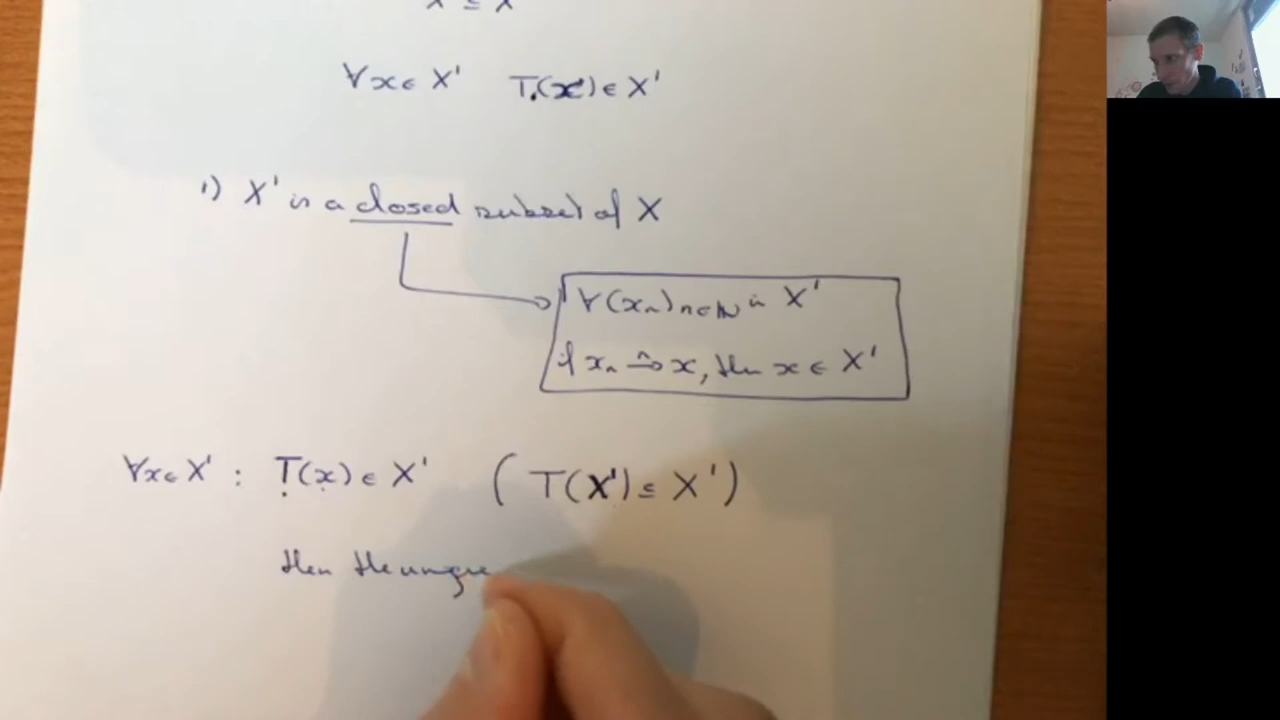 X' ⊆ X
∀x ∈ X' T(x) ∈ X'
1) X' is a closed subset of X
∀(xₙ)ₙ∈ℕ in X'
if xₙ → x, then x ∈ X'
∀x ∈ X' : T(x) ∈ X' ( T(X') ⊆ X' )
then the unique